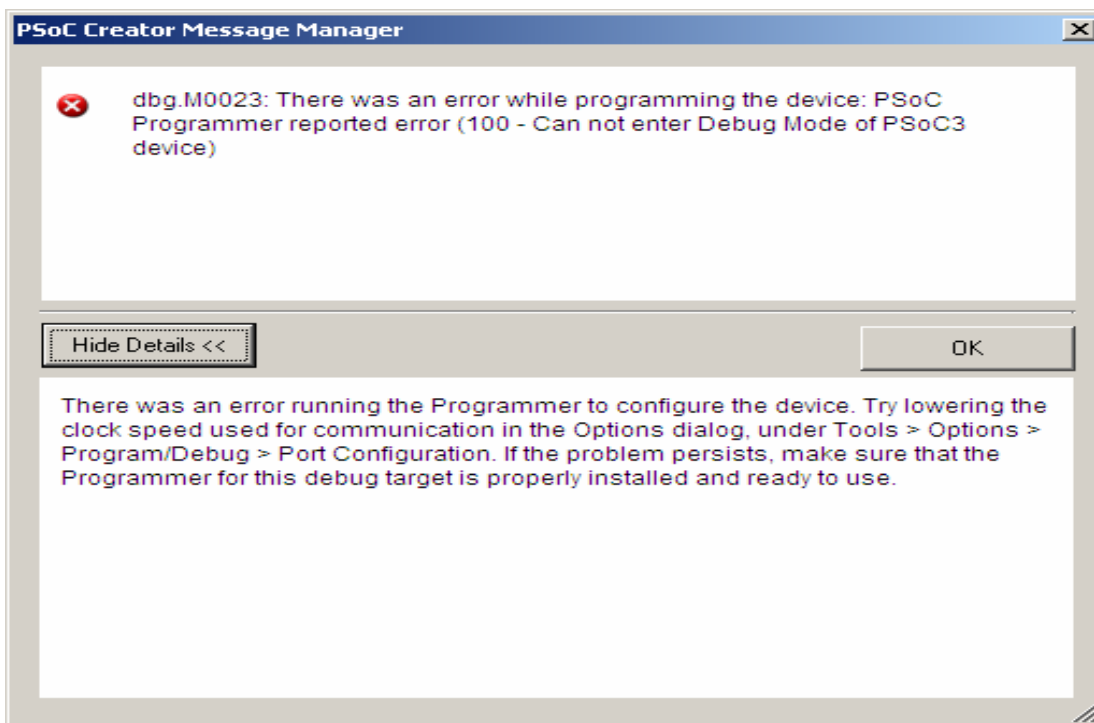 PSoC Creator Message Manager
dbg.M0023: There was an error while programming the device: PSoC
Programmer reported error (100 - Can not enter Debug Mode of PSoC3
device)
Hide Details <<
OK
There was an error running the Programmer to configure the device. Try lowering the
clock speed used for communication in the Options dialog, under Tools > Options >
Program/Debug > Port Configuration. If the problem persists, make sure that the
Programmer for this debug target is properly installed and ready to use.